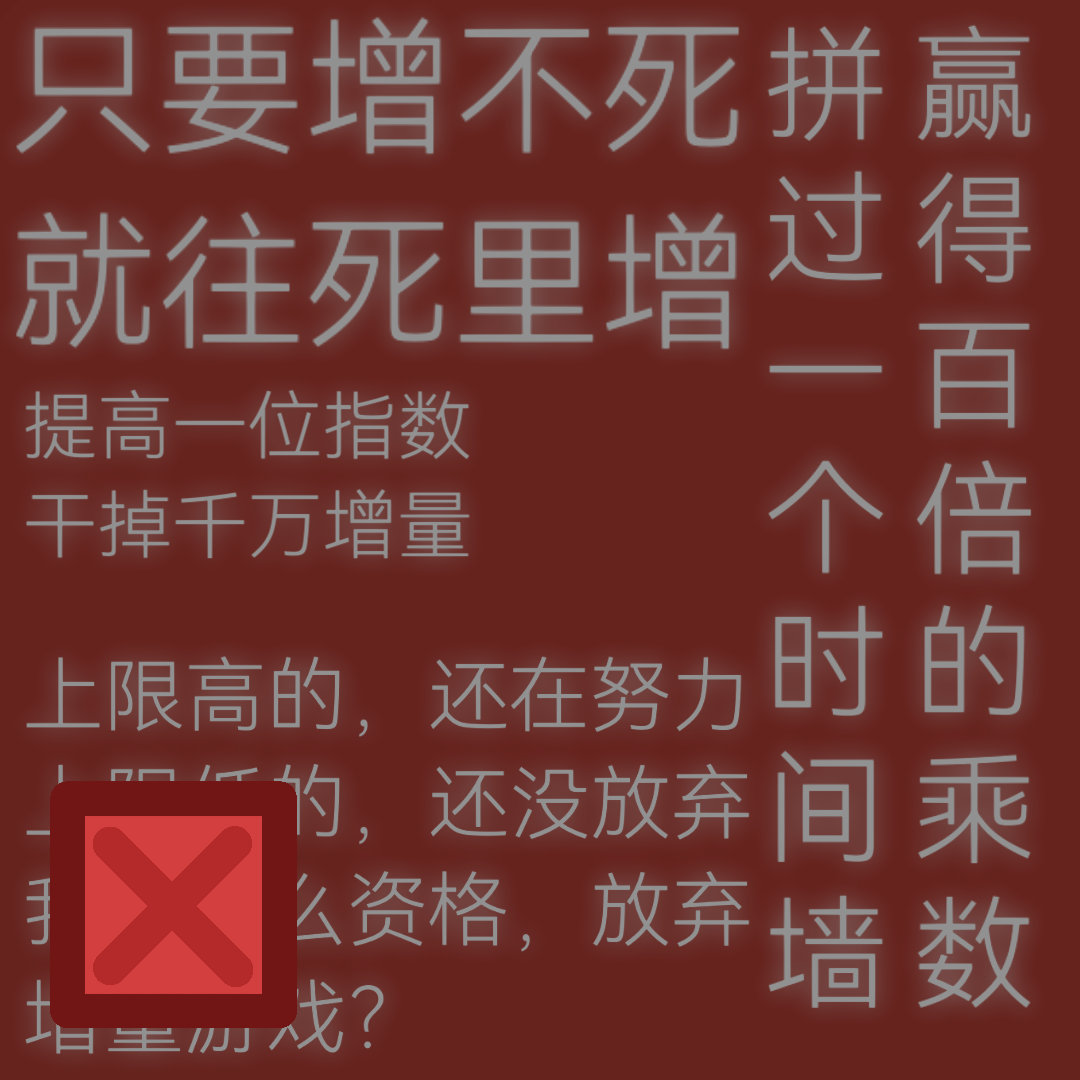 只要增不死
就往死里增
提高一位指数
干掉千万增量
上限高的，还在努力
上限低的，还没放弃
么资格，放弃
增量游戏？
拼过一个时间墙
赢得百倍的乘数